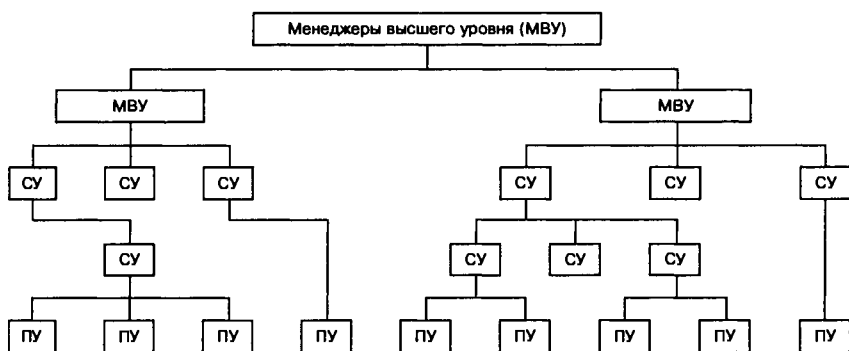 Менеджеры высшего уровня (МВУ)
МВУ МВУ
СУ СУ СУ СУ СУ СУ
СУ СУ СУ СУ
ПУ ПУ ПУ ПУ ПУ ПУ ПУ ПУ ПУ